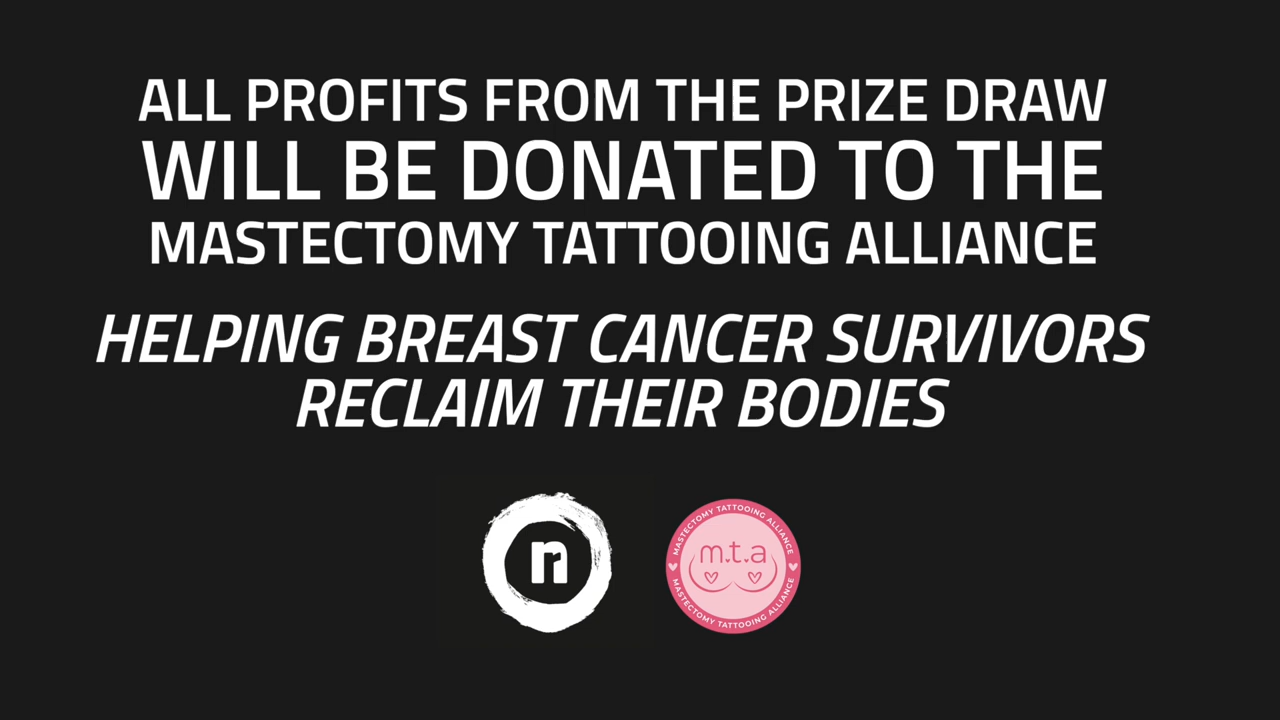 ALL PROFITS FROM THE PRIZE DRAW
WILL BE DONATED TO THE
MASTECTOMY TATTOOING ALLIANCE
HELPING BREAST CANCER SURVIVORS
RECLAIM THEIR BODIES
n
MASTECTOMY TATTOOING ALLIANCE
m.t.a
MASTECTOMY TATTOOING ALLIANCE